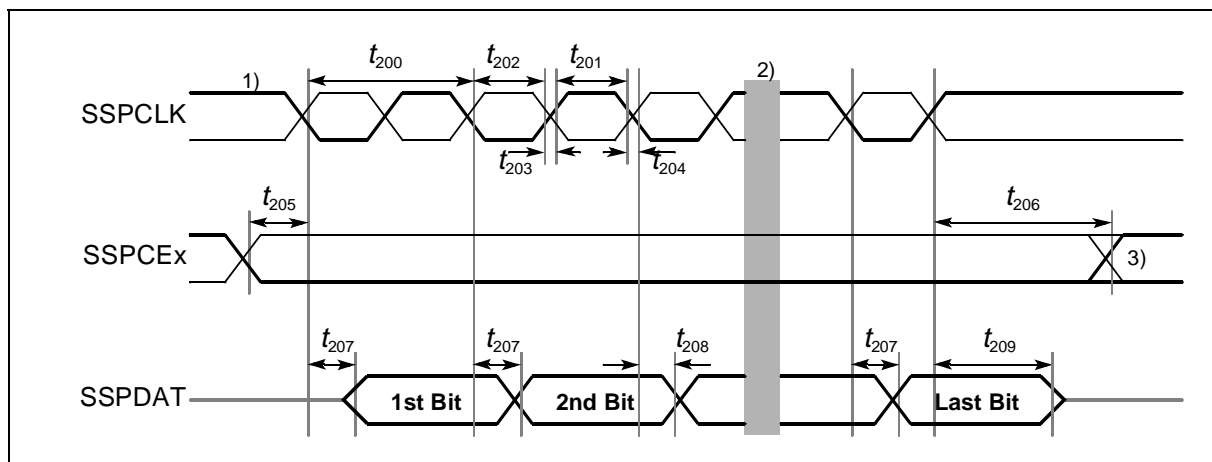 t200 t202 t201
1) 2)
SSPCLK
t203 t204
t205 t206
SSPCEx 3)
t207 t207 t208 t207 t209
SSPDAT 1st Bit 2nd Bit Last Bit